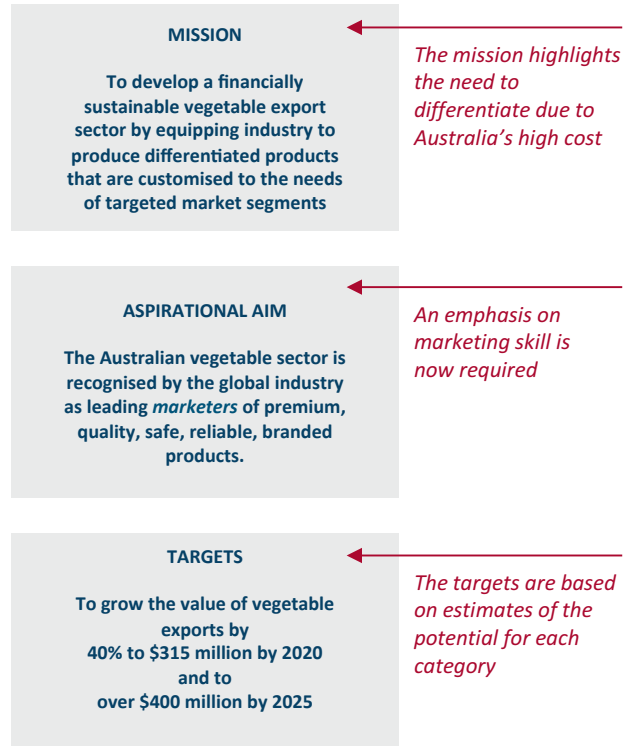 MISSION
To develop a financially
sustainable vegetable export
sector by equipping industry to
produce differentiated products
that are customised to the needs
of targeted market segments
The mission highlights
the need to
differentiate due to
Australia's high cost
ASPIRATIONAL AIM
The Australian vegetable sector is
recognised by the global industry
as leading marketers of premium,
quality, safe, reliable, branded
products.
An emphasis on
marketing skill is
now required
TARGETS
To grow the value of vegetable
exports by
40% to $315 million by 2020
and to
over $400 million by 2025
The targets are based
on estimates of the
potential for each
category